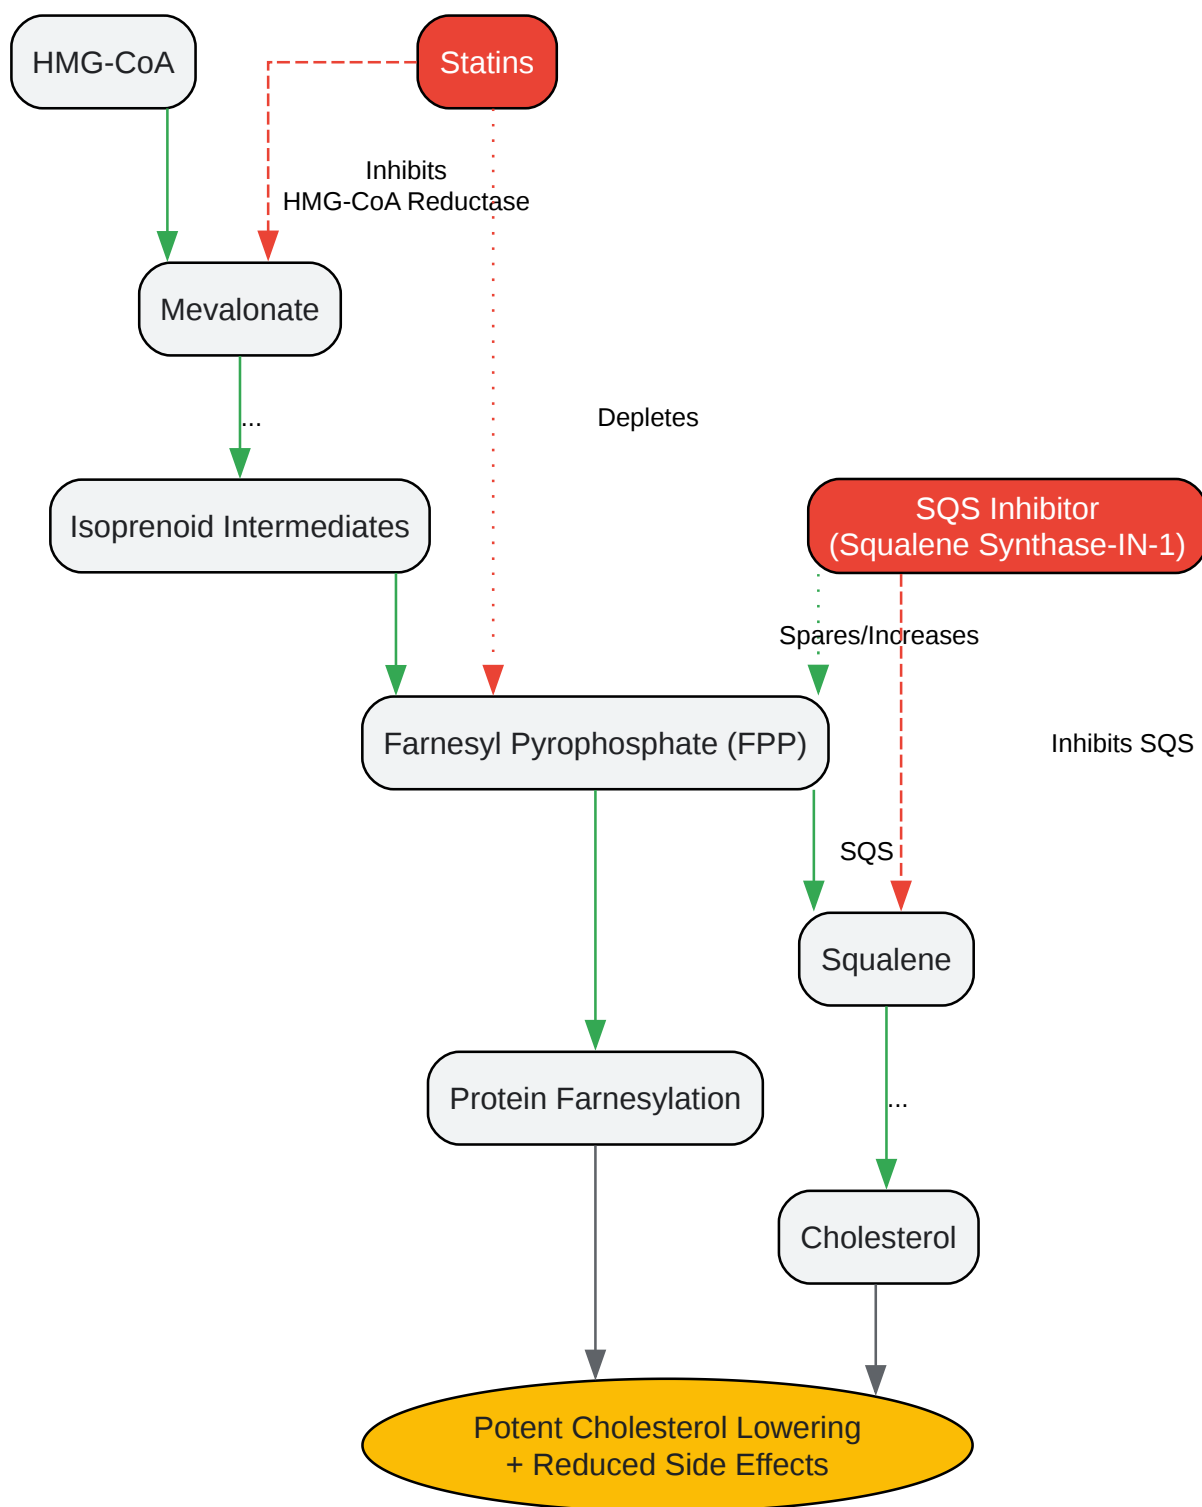 HMG-CoA
Statins
Inhibits
HMG-CoA Reductase
Mevalonate
...
Depletes
Isoprenoid Intermediates
SQS Inhibitor
(Squalene Synthase-IN-1)
Spares/Increases
Farnesyl Pyrophosphate (FPP)
Inhibits SQS
SQS
Squalene
Protein Farnesylation
...
Cholesterol
Potent Cholesterol Lowering
+ Reduced Side Effects